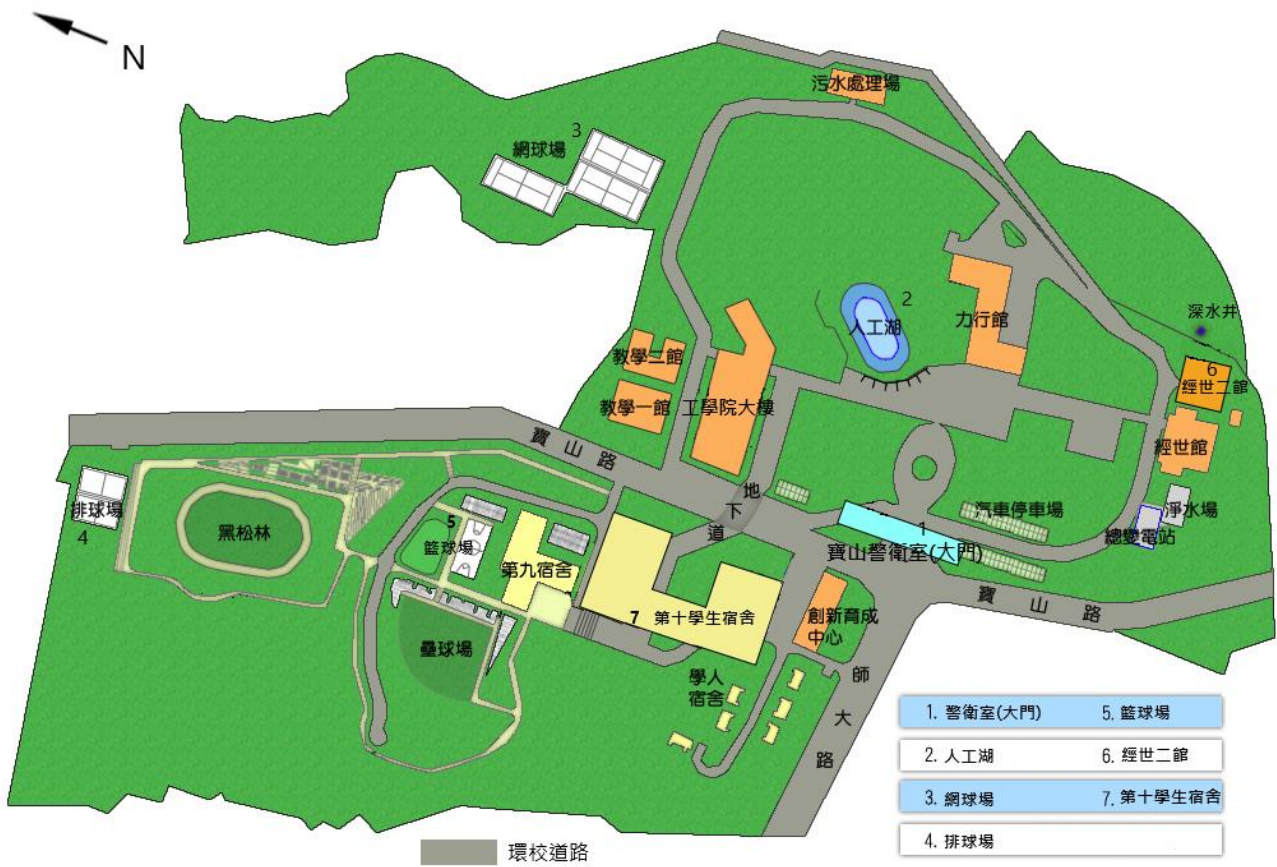 N
污水處理場
3
網球場
深水井
2
人工湖
力行館
6
經世二館
教學二館
教學一館
工學院大樓
經世館
寶山路
地下道
排球場
4
黑松林
5
籃球場
第九宿舍
7 第十學生宿舍
壘球場
學人
宿舍
創新育成
中心
1
寶山警衛室(大門)
汽車停車場
淨水場
總變電站
寶山路
師大路
1. 警衛室(大門)
5. 籃球場
2. 人工湖
6. 經世二館
3. 網球場
7. 第十學生宿舍
4. 排球場
環校道路